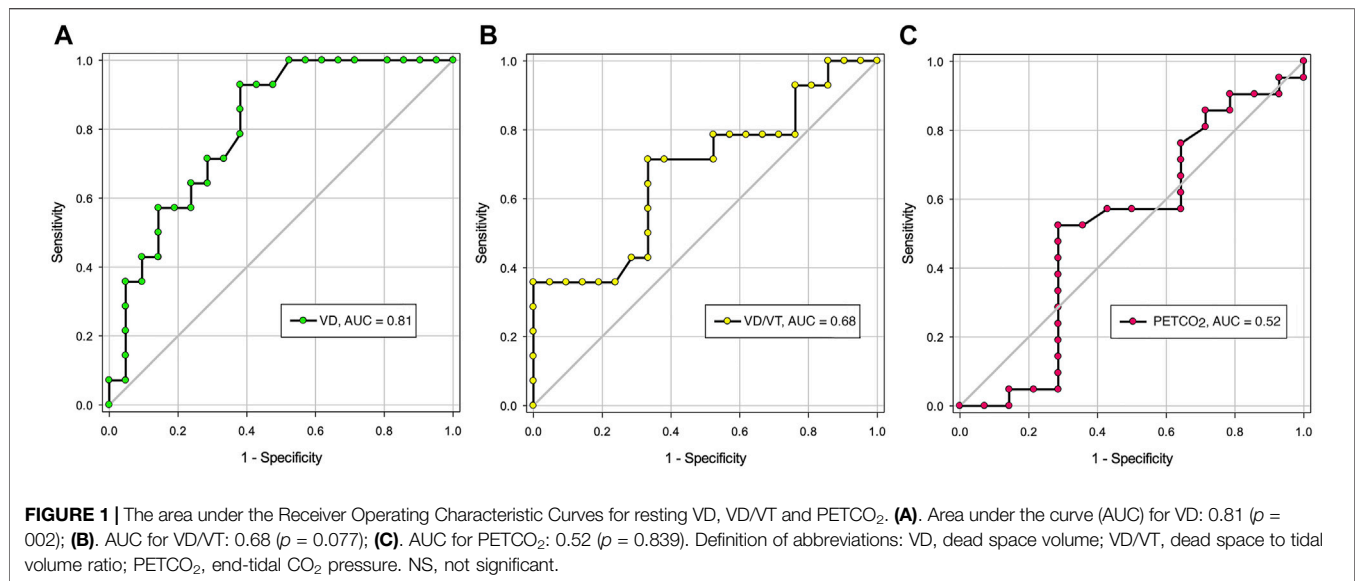 A
B
C
1.0
0.8
0.6
0.4
0.2
0.0
Sensitivity
VD, AUC = 0.81
0.0 0.2 0.4 0.6 0.8 1.0
1 - Specificity
1.0
0.8
0.6
0.4
0.2
0.0
Sensitivity
VD/VT, AUC = 0.68
0.0 0.2 0.4 0.6 0.8 1.0
1 - Specificity
1.0
0.8
0.6
0.4
0.2
0.0
Sensitivity
PETCO₂, AUC = 0.52
0.0 0.2 0.4 0.6 0.8 1.0
1 - Specificity
FIGURE 1 | The area under the Receiver Operating Characteristic Curves for resting VD, VD/VT and PETCO₂. (A). Area under the curve (AUC) for VD: 0.81 (p =
002); (B). AUC for VD/VT: 0.68 (p = 0.077); (C). AUC for PETCO₂: 0.52 (p = 0.839). Definition of abbreviations: VD, dead space volume; VD/VT, dead space to tidal
volume ratio; PETCO₂, end-tidal CO₂ pressure. NS, not significant.